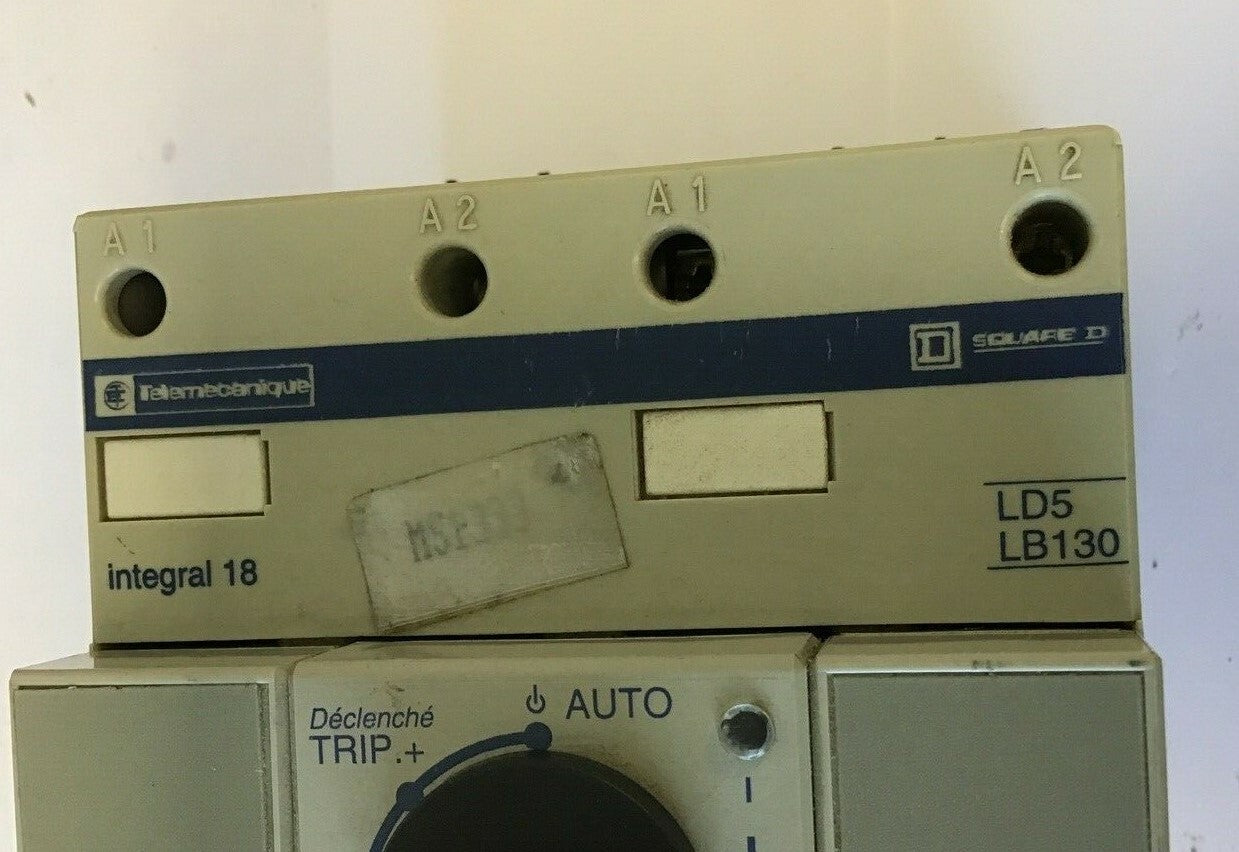 A1 A2 A1 A2
Telemecanique
SQUARE D
LD5
LB130
integral 18
AUTO
Déclenché
TRIP.+